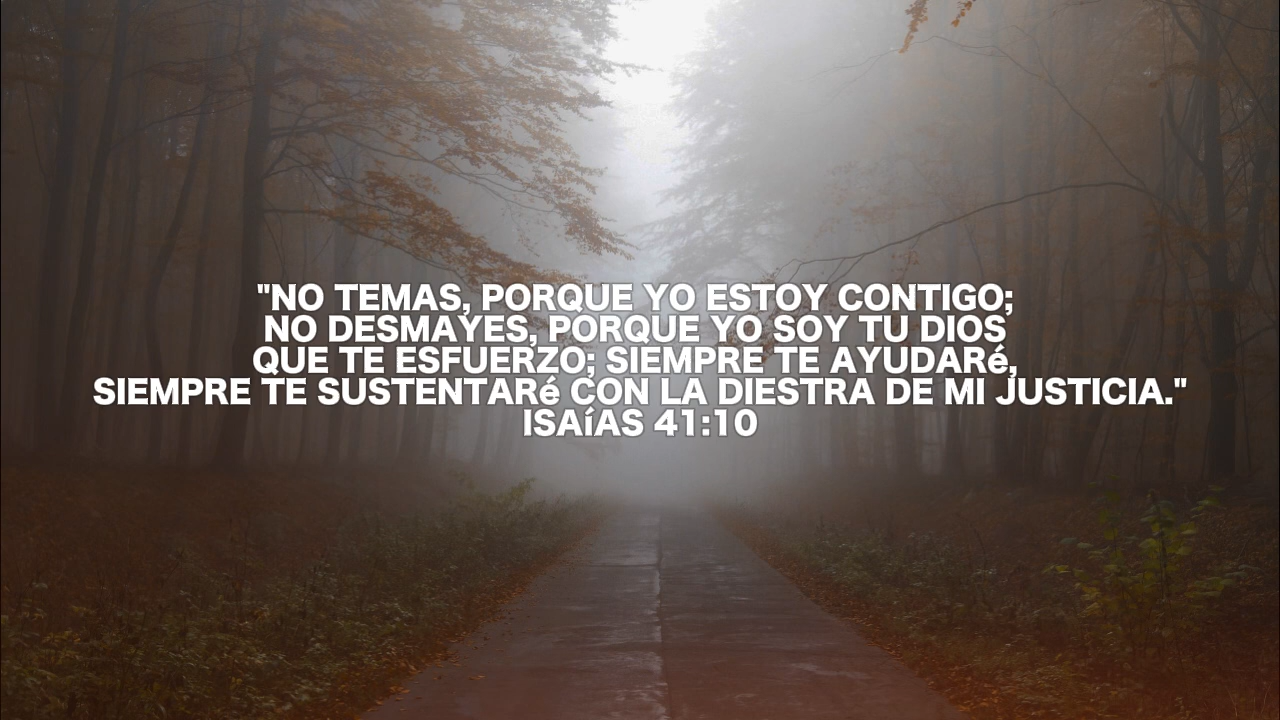 "NO TEMAS, PORQUE YO ESTOY CONTIGO;
NO DESMAYES, PORQUE YO SOY TU DIOS
QUE TE ESFUERZO; SIEMPRE TE AYUDARé,
SIEMPRE TE SUSTENTARé CON LA DIESTRA DE MI JUSTICIA."
ISAíAS 41:10